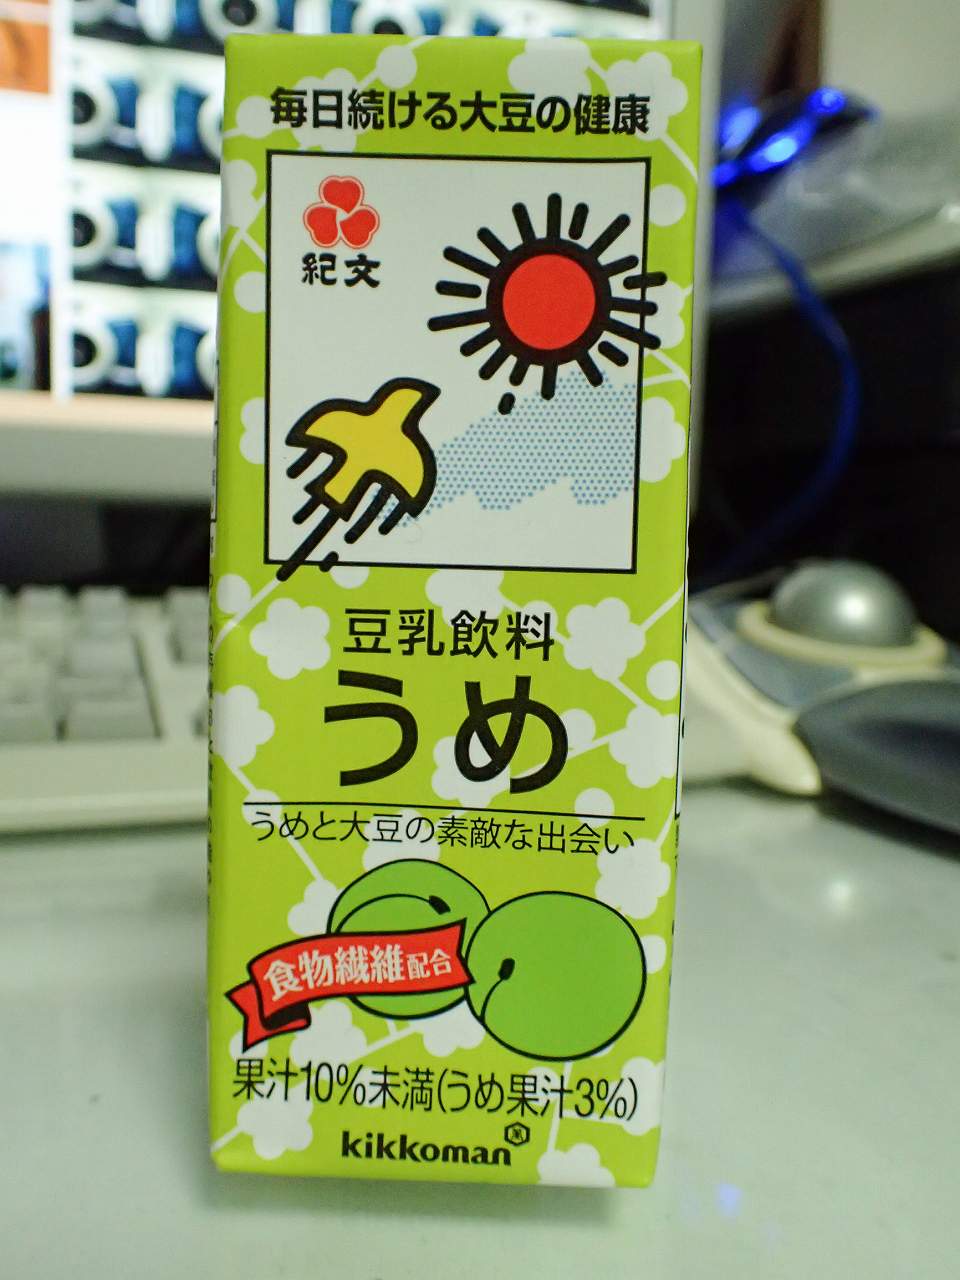 毎日続ける大豆の健康
紀文
豆乳飲料
うめ
うめと大豆の素敵な出会い
食物繊維配合
果汁10%未満(うめ果汁3%)
kikkoman